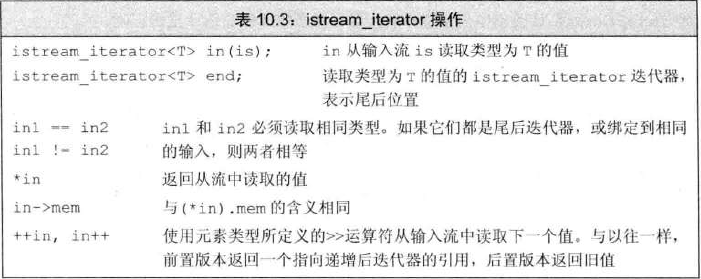 表 10.3：istream_iterator 操作
istream_iterator<T> in(is); in 从输入流 is 读取类型为 T 的值
istream_iterator<T> end; 读取类型为 T 的值的 istream_iterator 迭代器，
表示尾后位置
in1 == in2 in1 和 in2 必须读取相同类型。如果它们都是尾后迭代器，或绑定到相同
in1 != in2 的输入，则两者相等
*in 返回从流中读取的值
in->mem 与(*in).mem 的含义相同
++in, in++ 使用元素类型所定义的>>运算符从输入流中读取下一个值。与以往一样，
前置版本返回一个指向递增后迭代器的引用，后置版本返回旧值